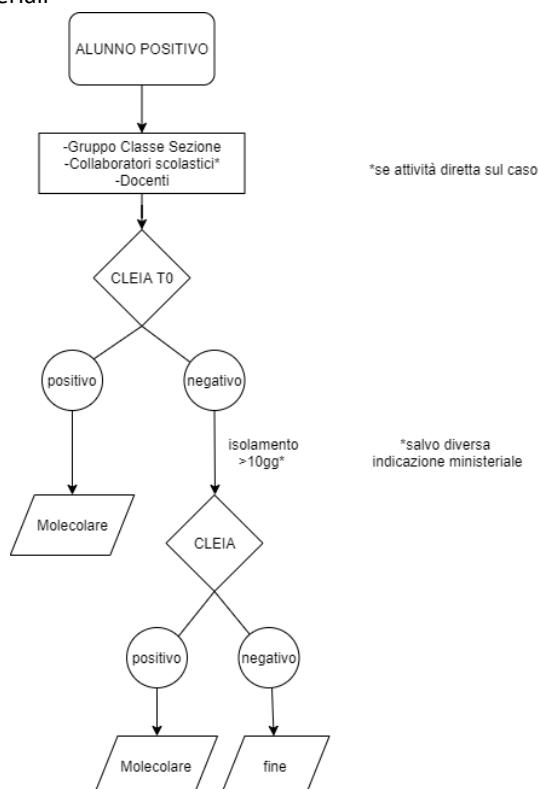 ALUNNO POSITIVO
-Gruppo Classe Sezione
-Collaboratori scolastici*
-Docenti
*se attività diretta sul caso
CLEIA T0
positivo
negativo
isolamento
>10gg*
*salvo diversa
indicazione ministeriale
Molecolare
CLEIA
positivo
negativo
Molecolare
fine